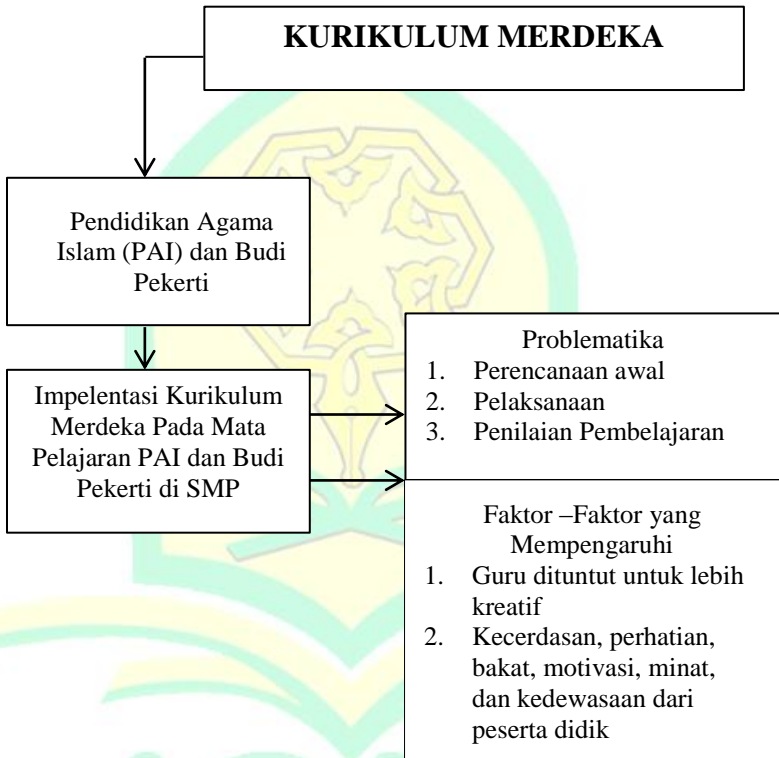 KURIKULUM MERDEKA
Pendidikan Agama
Islam (PAI) dan Budi
Pekerti
Impelentasi Kurikulum
Merdeka Pada Mata
Pelajaran PAI dan Budi
Pekerti di SMP
Problematika
1. Perencanaan awal
2. Pelaksanaan
3. Penilaian Pembelajaran
Faktor –Faktor yang
Mempengaruhi
1. Guru dituntut untuk lebih
kreatif
2. Kecerdasan, perhatian,
bakat, motivasi, minat,
dan kedewasaan dari
peserta didik